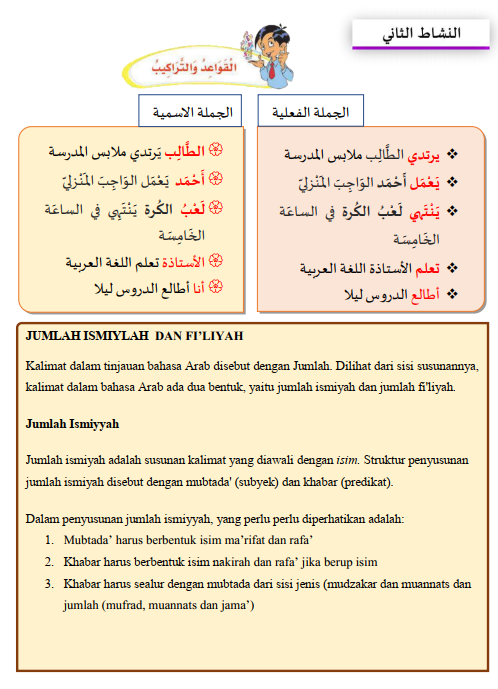 النشاط الثاني
القَوَاعِدُ وَالتَّرَاكِيبُ
الجملة الفعلية
❖ يرتدي الطَّالِب ملابس المدرسة
❖ يَعْمَل أَحْمَد الوَاجِبَ المَنْزِليّ
❖ يَنْتَهِي لَعْبُ الكُرة في الساعَة
الخَامِسَة
❖ تعلم الأستاذة اللغة العربية
❖ أطالع الدروس ليلا
الجملة الاسمية
الطَّالِب يَرتدي ملابس المدرسة
أَحْمَد يَعْمَل الوَاجِبَ المَنْزِليّ
لَعْبُ الكُرة يَنْتَهِي في الساعَة
الخَامِسَة
الأستاذة تعلم اللغة العربية
أنا أطالع الدروس ليلا
JUMLAH ISMIYLAH DAN FI’LIYAH
Kalimat dalam tinjauan bahasa Arab disebut dengan Jumlah. Dilihat dari sisi susunannya,
kalimat dalam bahasa Arab ada dua bentuk, yaitu jumlah ismiyah dan jumlah fi'liyah.
Jumlah Ismiyyah
Jumlah ismiyah adalah susunan kalimat yang diawali dengan isim. Struktur penyusunan
jumlah ismiyah disebut dengan mubtada' (subyek) dan khabar (predikat).
Dalam penyusunan jumlah ismiyyah, yang perlu perlu diperhatikan adalah:
1. Mubtada’ harus berbentuk isim ma’rifat dan rafa’
2. Khabar harus berbentuk isim nakirah dan rafa’ jika berup isim
3. Khabar harus sealur dengan mubtada dari sisi jenis (mudzakar dan muannats dan
jumlah (mufrad, muannats dan jama’)